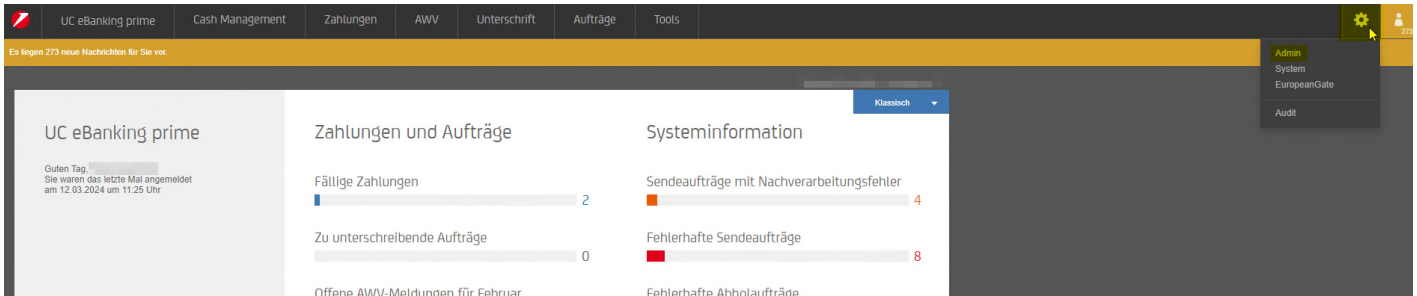 UC eBanking prime Cash Management Zahlungen AWV Unterschrift Aufträge Tools
273
Es liegen 273 neue Nachrichten für Sie vor.
Admin
System
EuropeanGate
Audit
Klassisch
UC eBanking prime
Guten Tag,
Sie waren das letzte Mal angemeldet
am 12.03.2024 um 11:25 Uhr
Zahlungen und Aufträge
Fällige Zahlungen
2
Zu unterschreibende Aufträge
0
Offene AWV-Meldungen für Februar
Systeminformation
Sendeaufträge mit Nachverarbeitungsfehler
4
Fehlerhafte Sendeaufträge
8
Fehlerhafte Abholaufträge